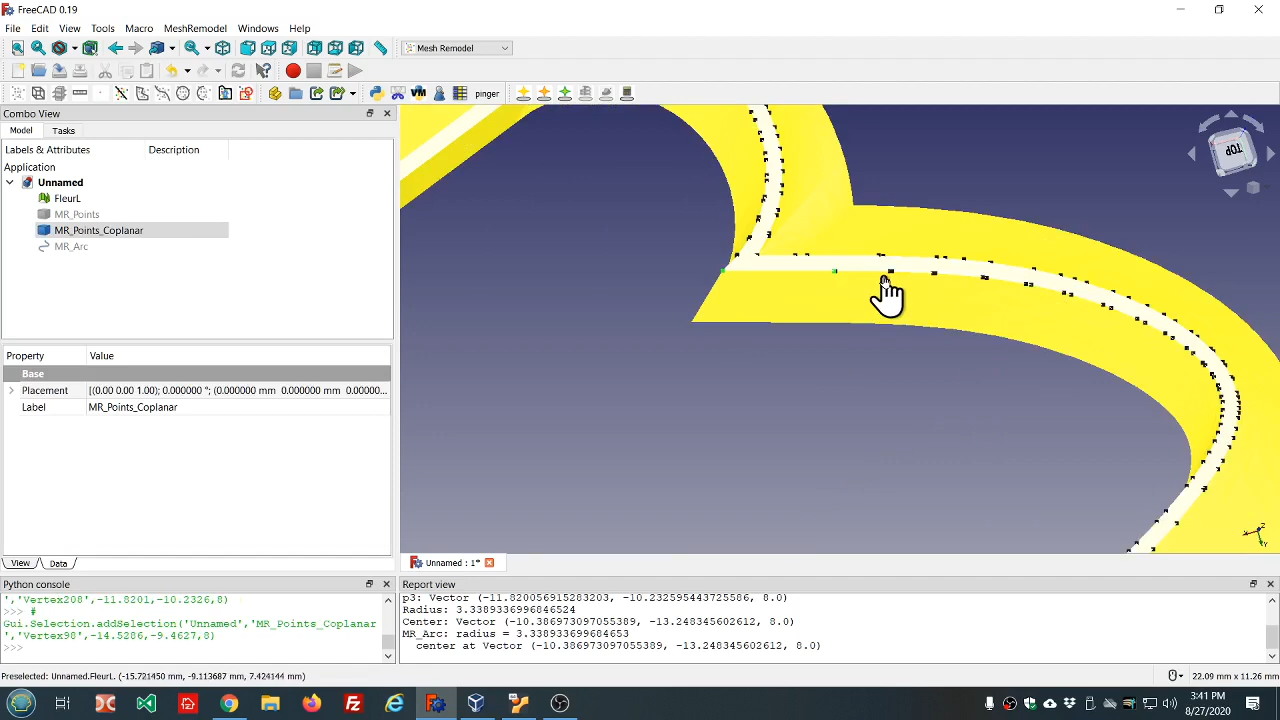 FreeCAD 0.19
File Edit View Tools Macro MeshRemodel Windows Help
Mesh Remodel
pinger
Combo View
Model Tasks
Labels & Attributes Description
Application
Unnamed
FleurL
MR_Points
MR_Points_Coplanar
MR_Arc
TOP
Property Value
Base
Placement [(0.00 0.00 1.00); 0.000000 °; (0.000000 mm 0.000000 mm 0.00000...
Label MR_Points_Coplanar
View Data
Unnamed : 1*
Python console
','Vertex208',-11.8201,-10.2326,8)
>>> #
Gui.Selection.addSelection('Unnamed','MR_Points_Coplanar
','Vertex98',-14.5286,-9.4627,8)
>>>
Report view
p3: Vector (-11.820056915283203, -10.232595443725586, 8.0)
Radius: 3.3389339699846524
Center: Vector (-10.386973097055389, -13.248345602612, 8.0)
MR_Arc: radius = 3.338933699684653
center at Vector (-10.386973097055389, -13.248345602612, 8.0)
Preselected: Unnamed.FleurL (-15.721450 mm, -9.113687 mm, 7.424144 mm)
22.09 mm x 11.26 mm
3:41 PM
8/27/2020